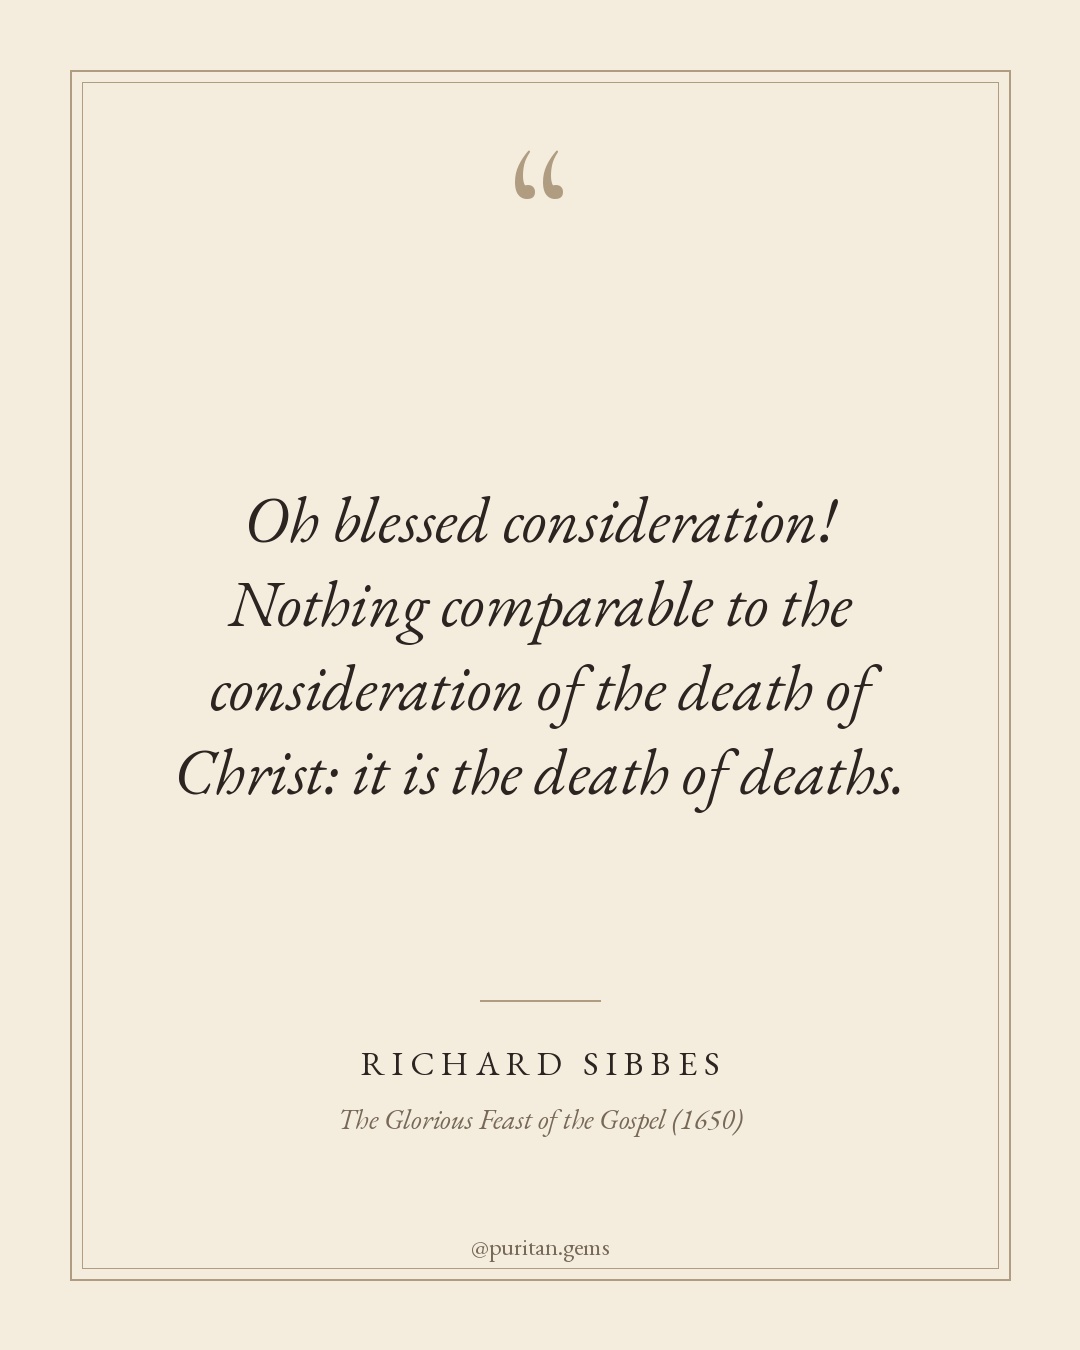 “
Oh blessed consideration!
Nothing comparable to the
consideration of the death of
Christ: it is the death of deaths.
RICHARD SIBBES
The Glorious Feast of the Gospel (1650)
@puritan.gems